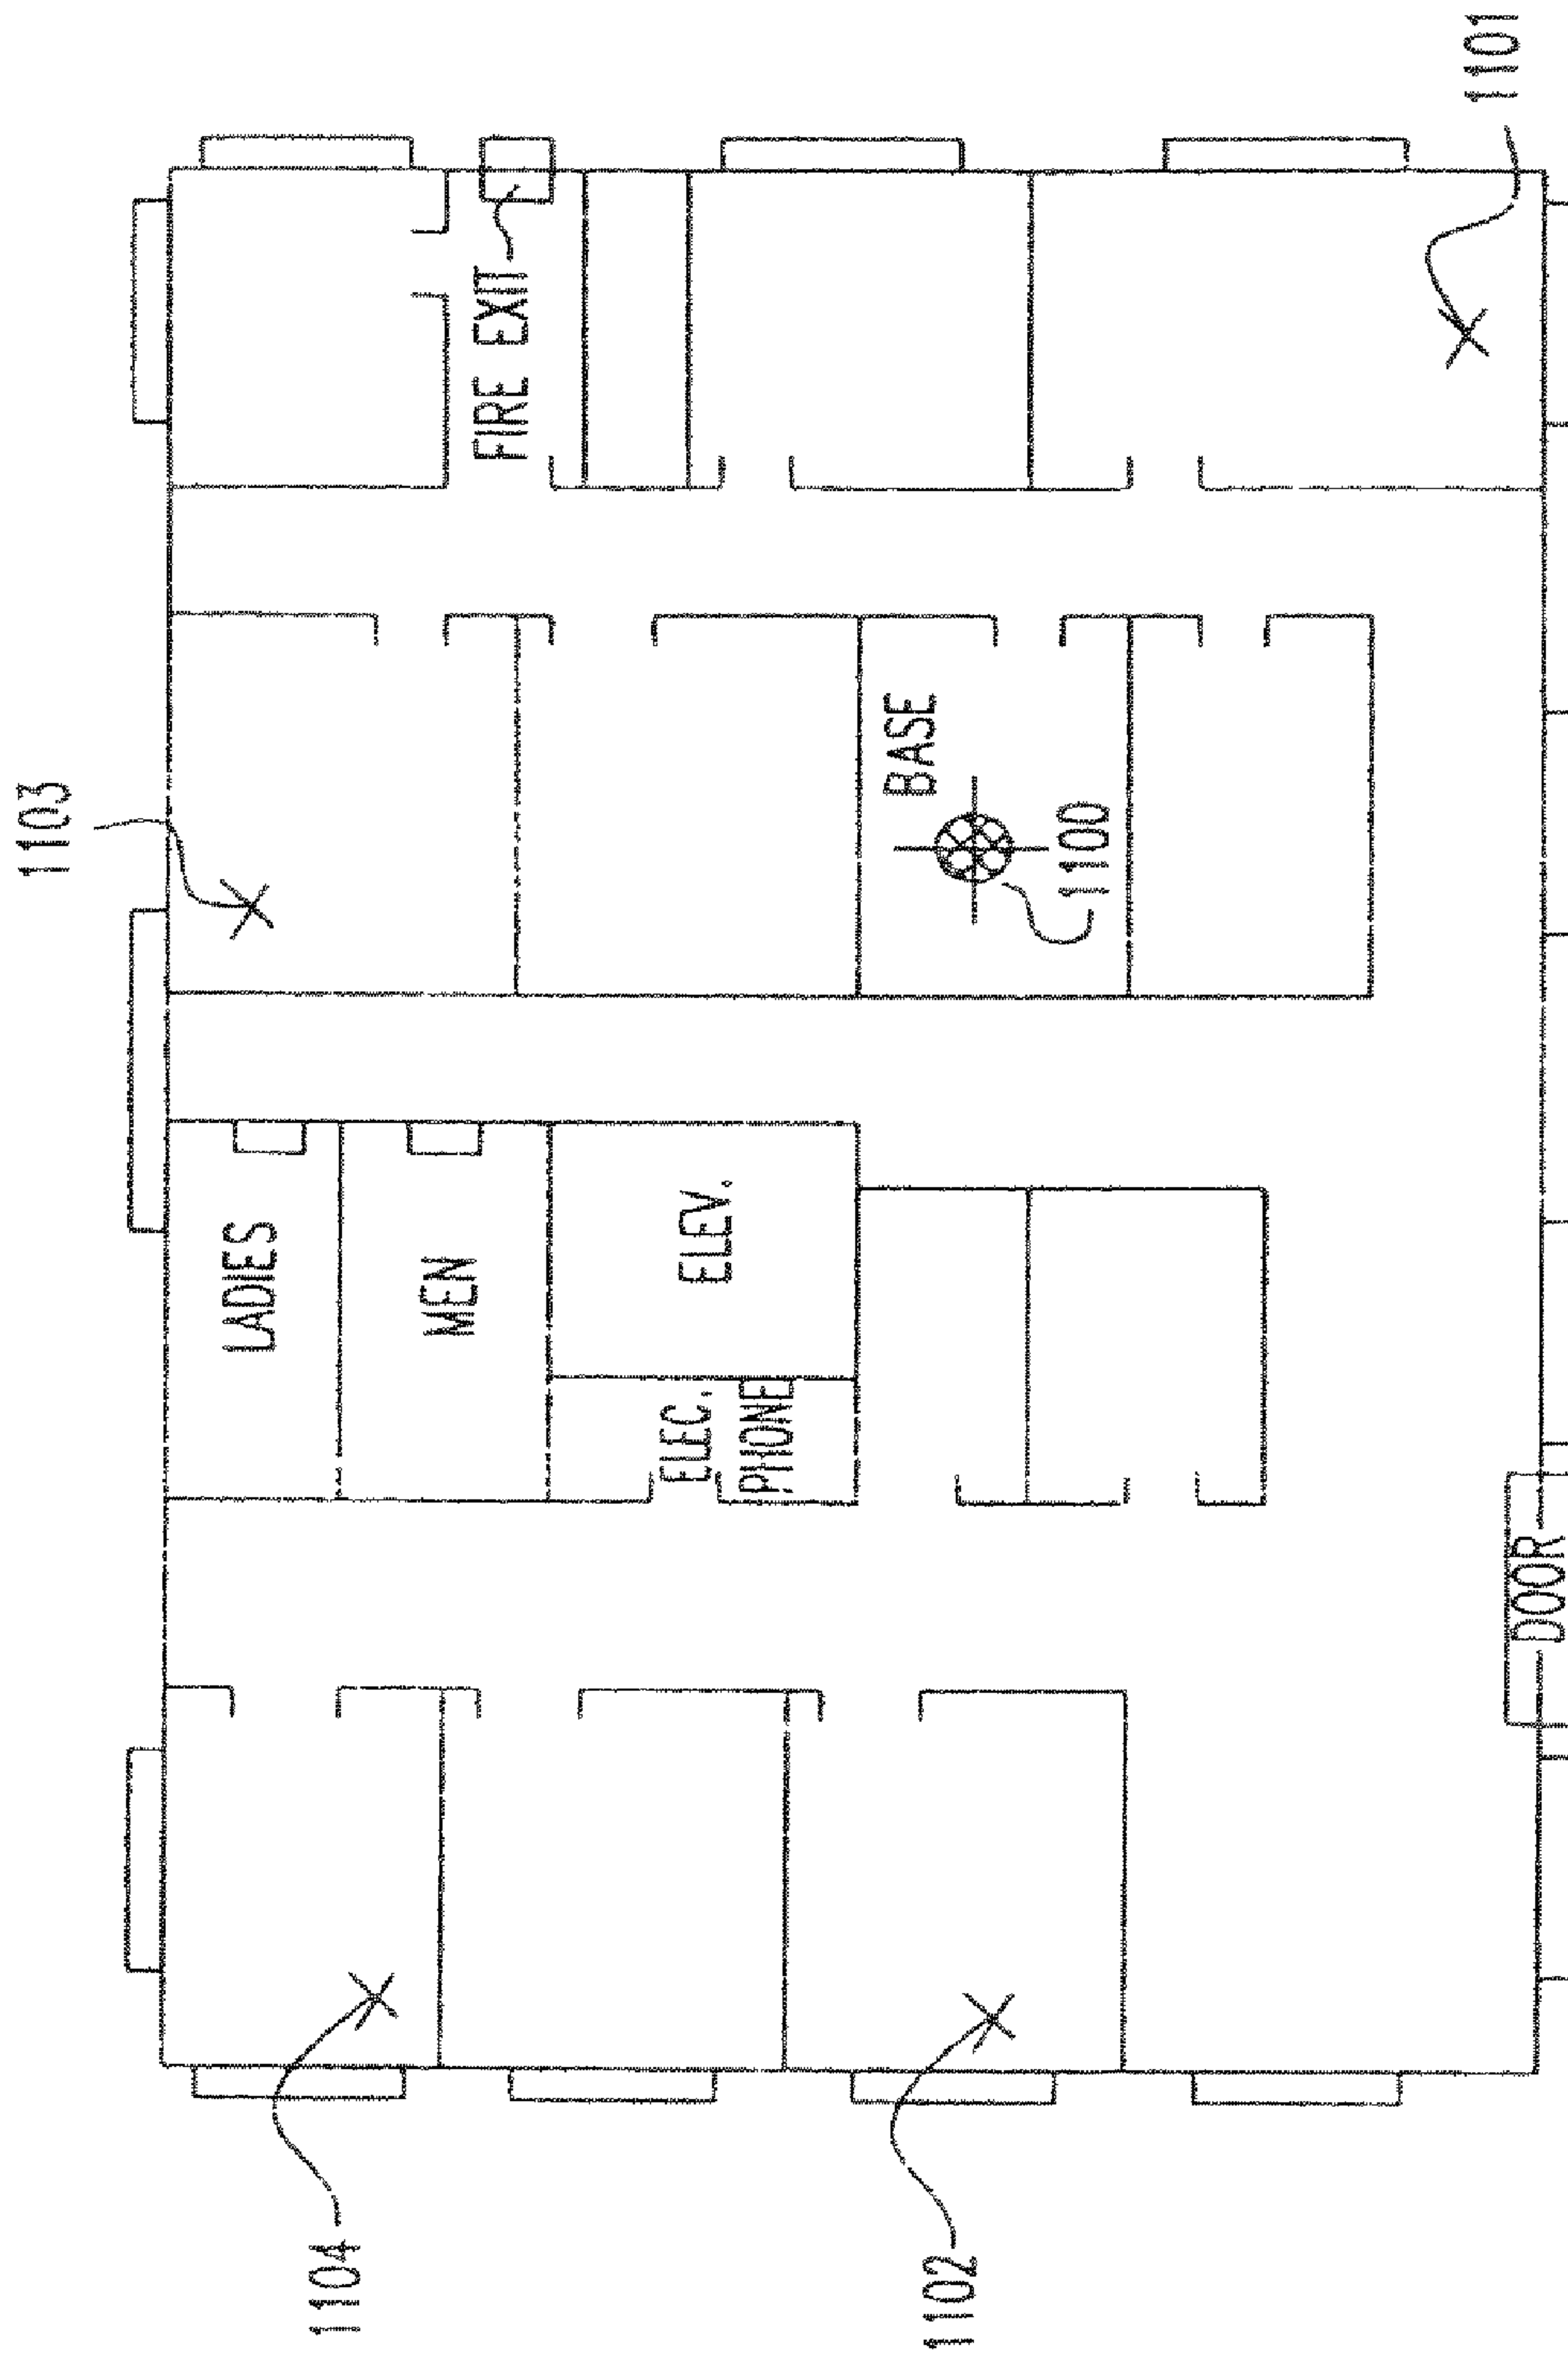 1104
1103
LADIES
MEN
FIRE EXIT
ELEC.
PHONE
ELEV.
BASE
1100
1102
DOOR
1101